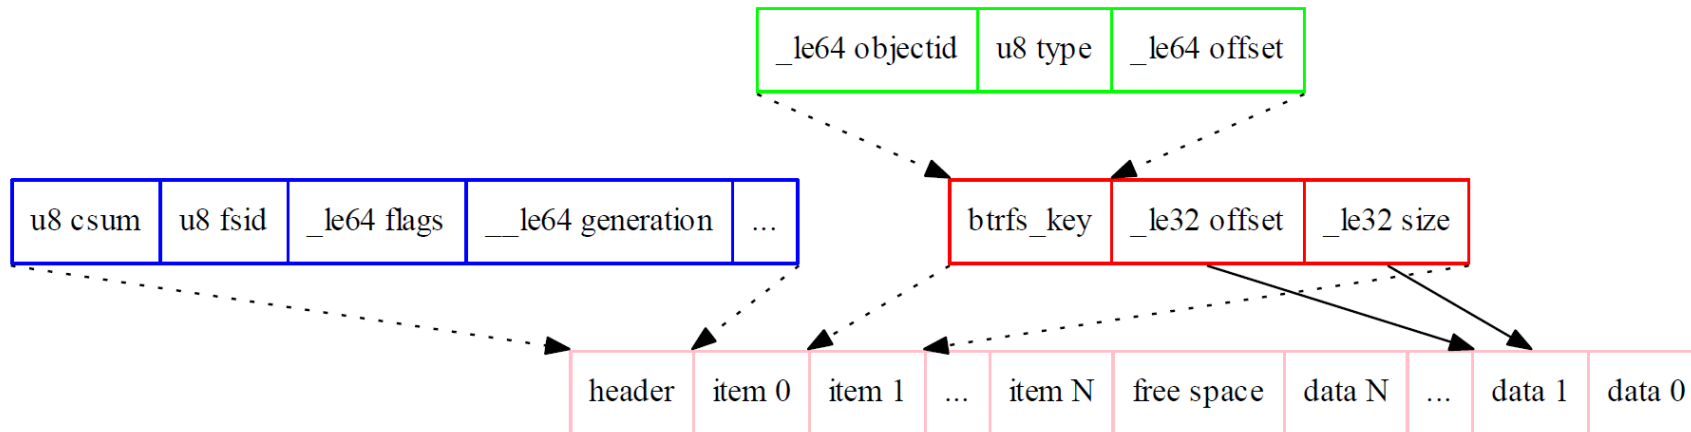 _le64 objectid u8 type _le64 offset
u8 csum u8 fsid _le64 flags __le64 generation ... btrfs_key _le32 offset _le32 size
header item 0 item 1 ... item N free space data N ... data 1 data 0